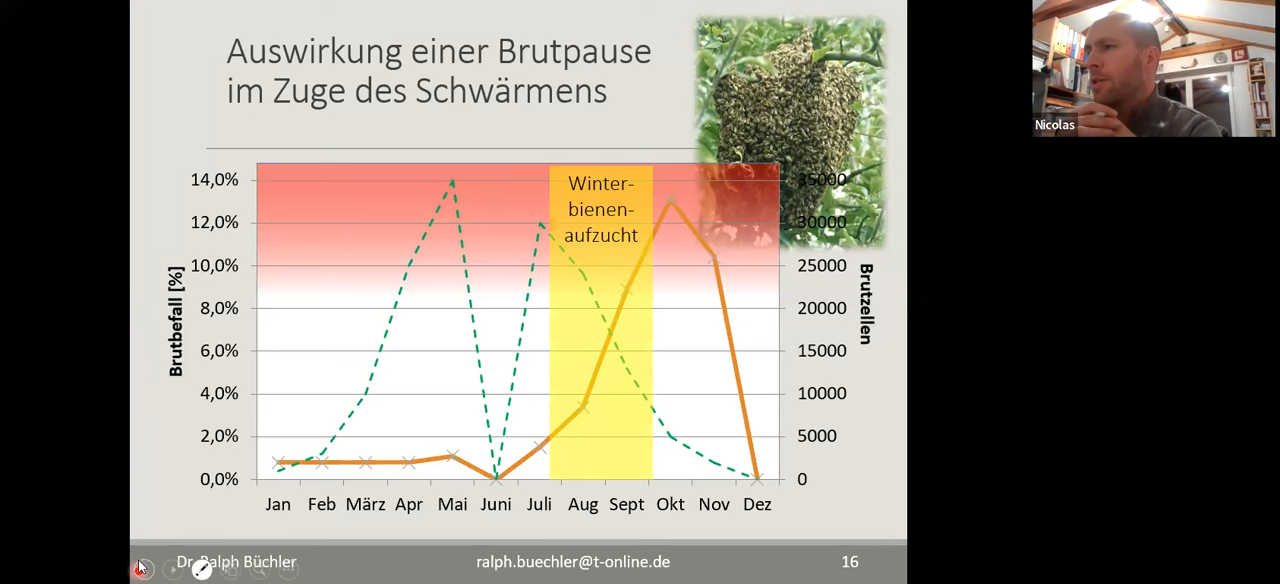 Auswirkung einer Brutpause
im Zuge des Schwärmens
Nicolas
Winter-
bienen-
aufzucht
14,0%
12,0%
10,0%
8,0%
6,0%
4,0%
2,0%
0,0%
Brutbefall [%]
35000
30000
25000
20000
15000
10000
5000
0
Brutzellen
Jan Feb März Apr Mai Juni Juli Aug Sept Okt Nov Dez
Dr. Ralph Büchler ralph.buechler@t-online.de 16